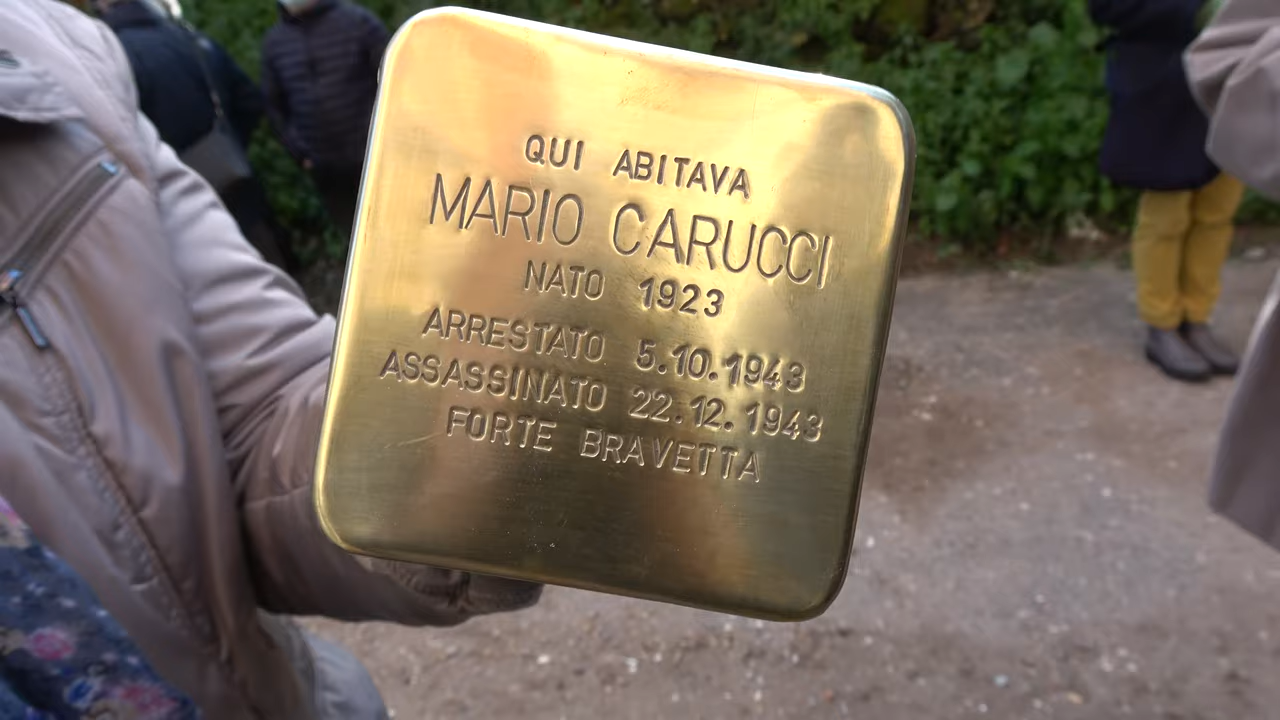 QUI ABITAVA
MARIO CARUCCI
NATO 1923
ARRESTATO 5.10.1943
ASSASSINATO 22.12.1943
FORTE BRAVETTA